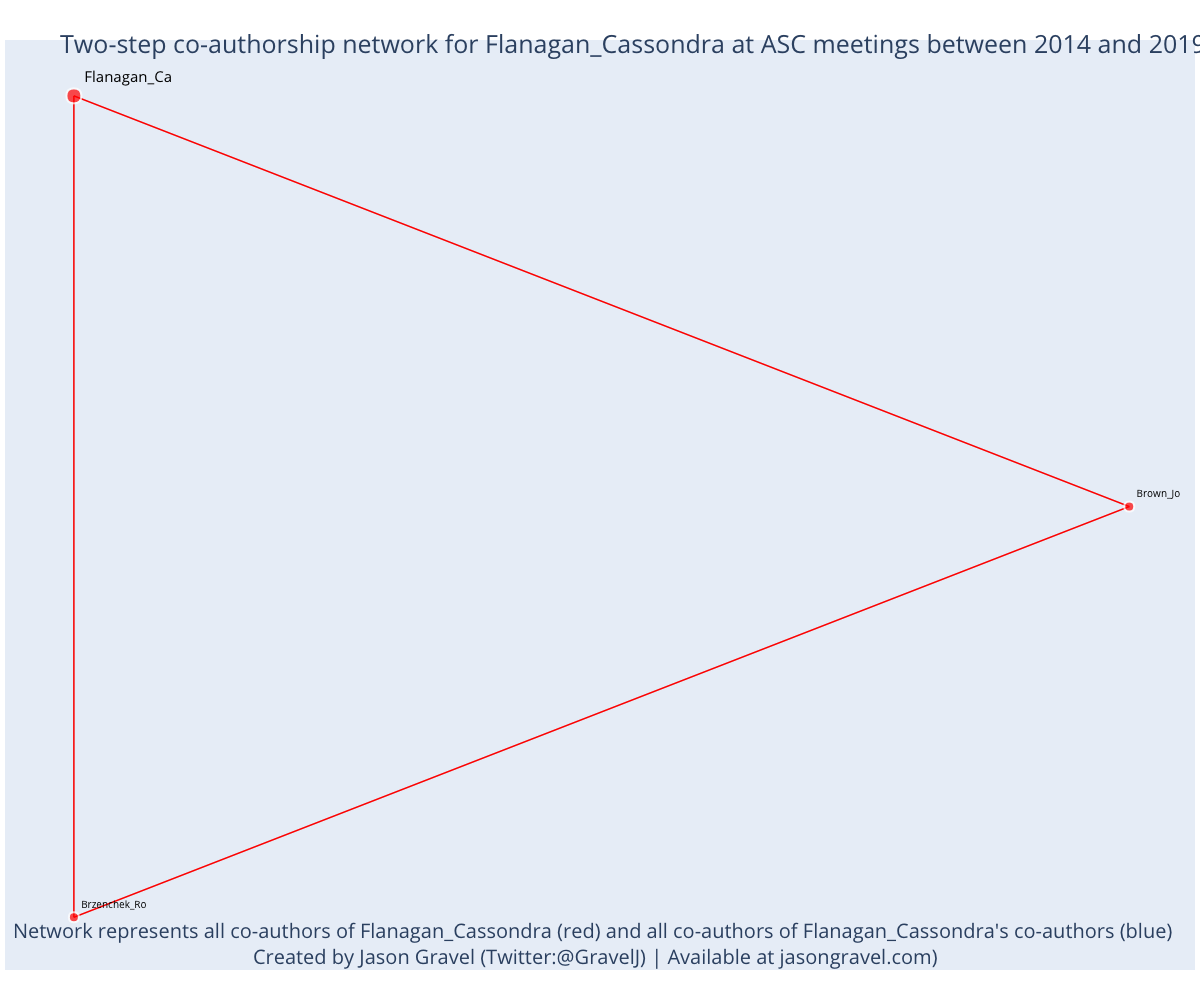 Two-step co-authorship network for Flanagan_Cassondra at ASC meetings between 2014 and 2019
Flanagan_Ca
Brown_Jo
Brzenchek_Ro
Network represents all co-authors of Flanagan_Cassondra (red) and all co-authors of Flanagan_Cassondra's co-authors (blue)
Created by Jason Gravel (Twitter:@GravelJ) | Available at jasongravel.com)